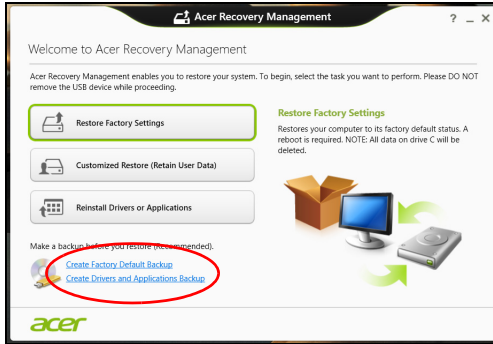 Acer Recovery Management
? _ X
Welcome to Acer Recovery Management
Acer Recovery Management enables you to restore your system. To begin, select the task you want to perform. Please DO NOT
remove the USB device while proceeding.
Restore Factory Settings
Customized Restore (Retain User Data)
Reinstall Drivers or Applications
Restore Factory Settings
Restores your computer to its factory default status. A
reboot is required. NOTE: All data on drive C will be
deleted.
Make a backup before you restore (Recommended).
Create Factory Default Backup
Create Drivers and Applications Backup
acer